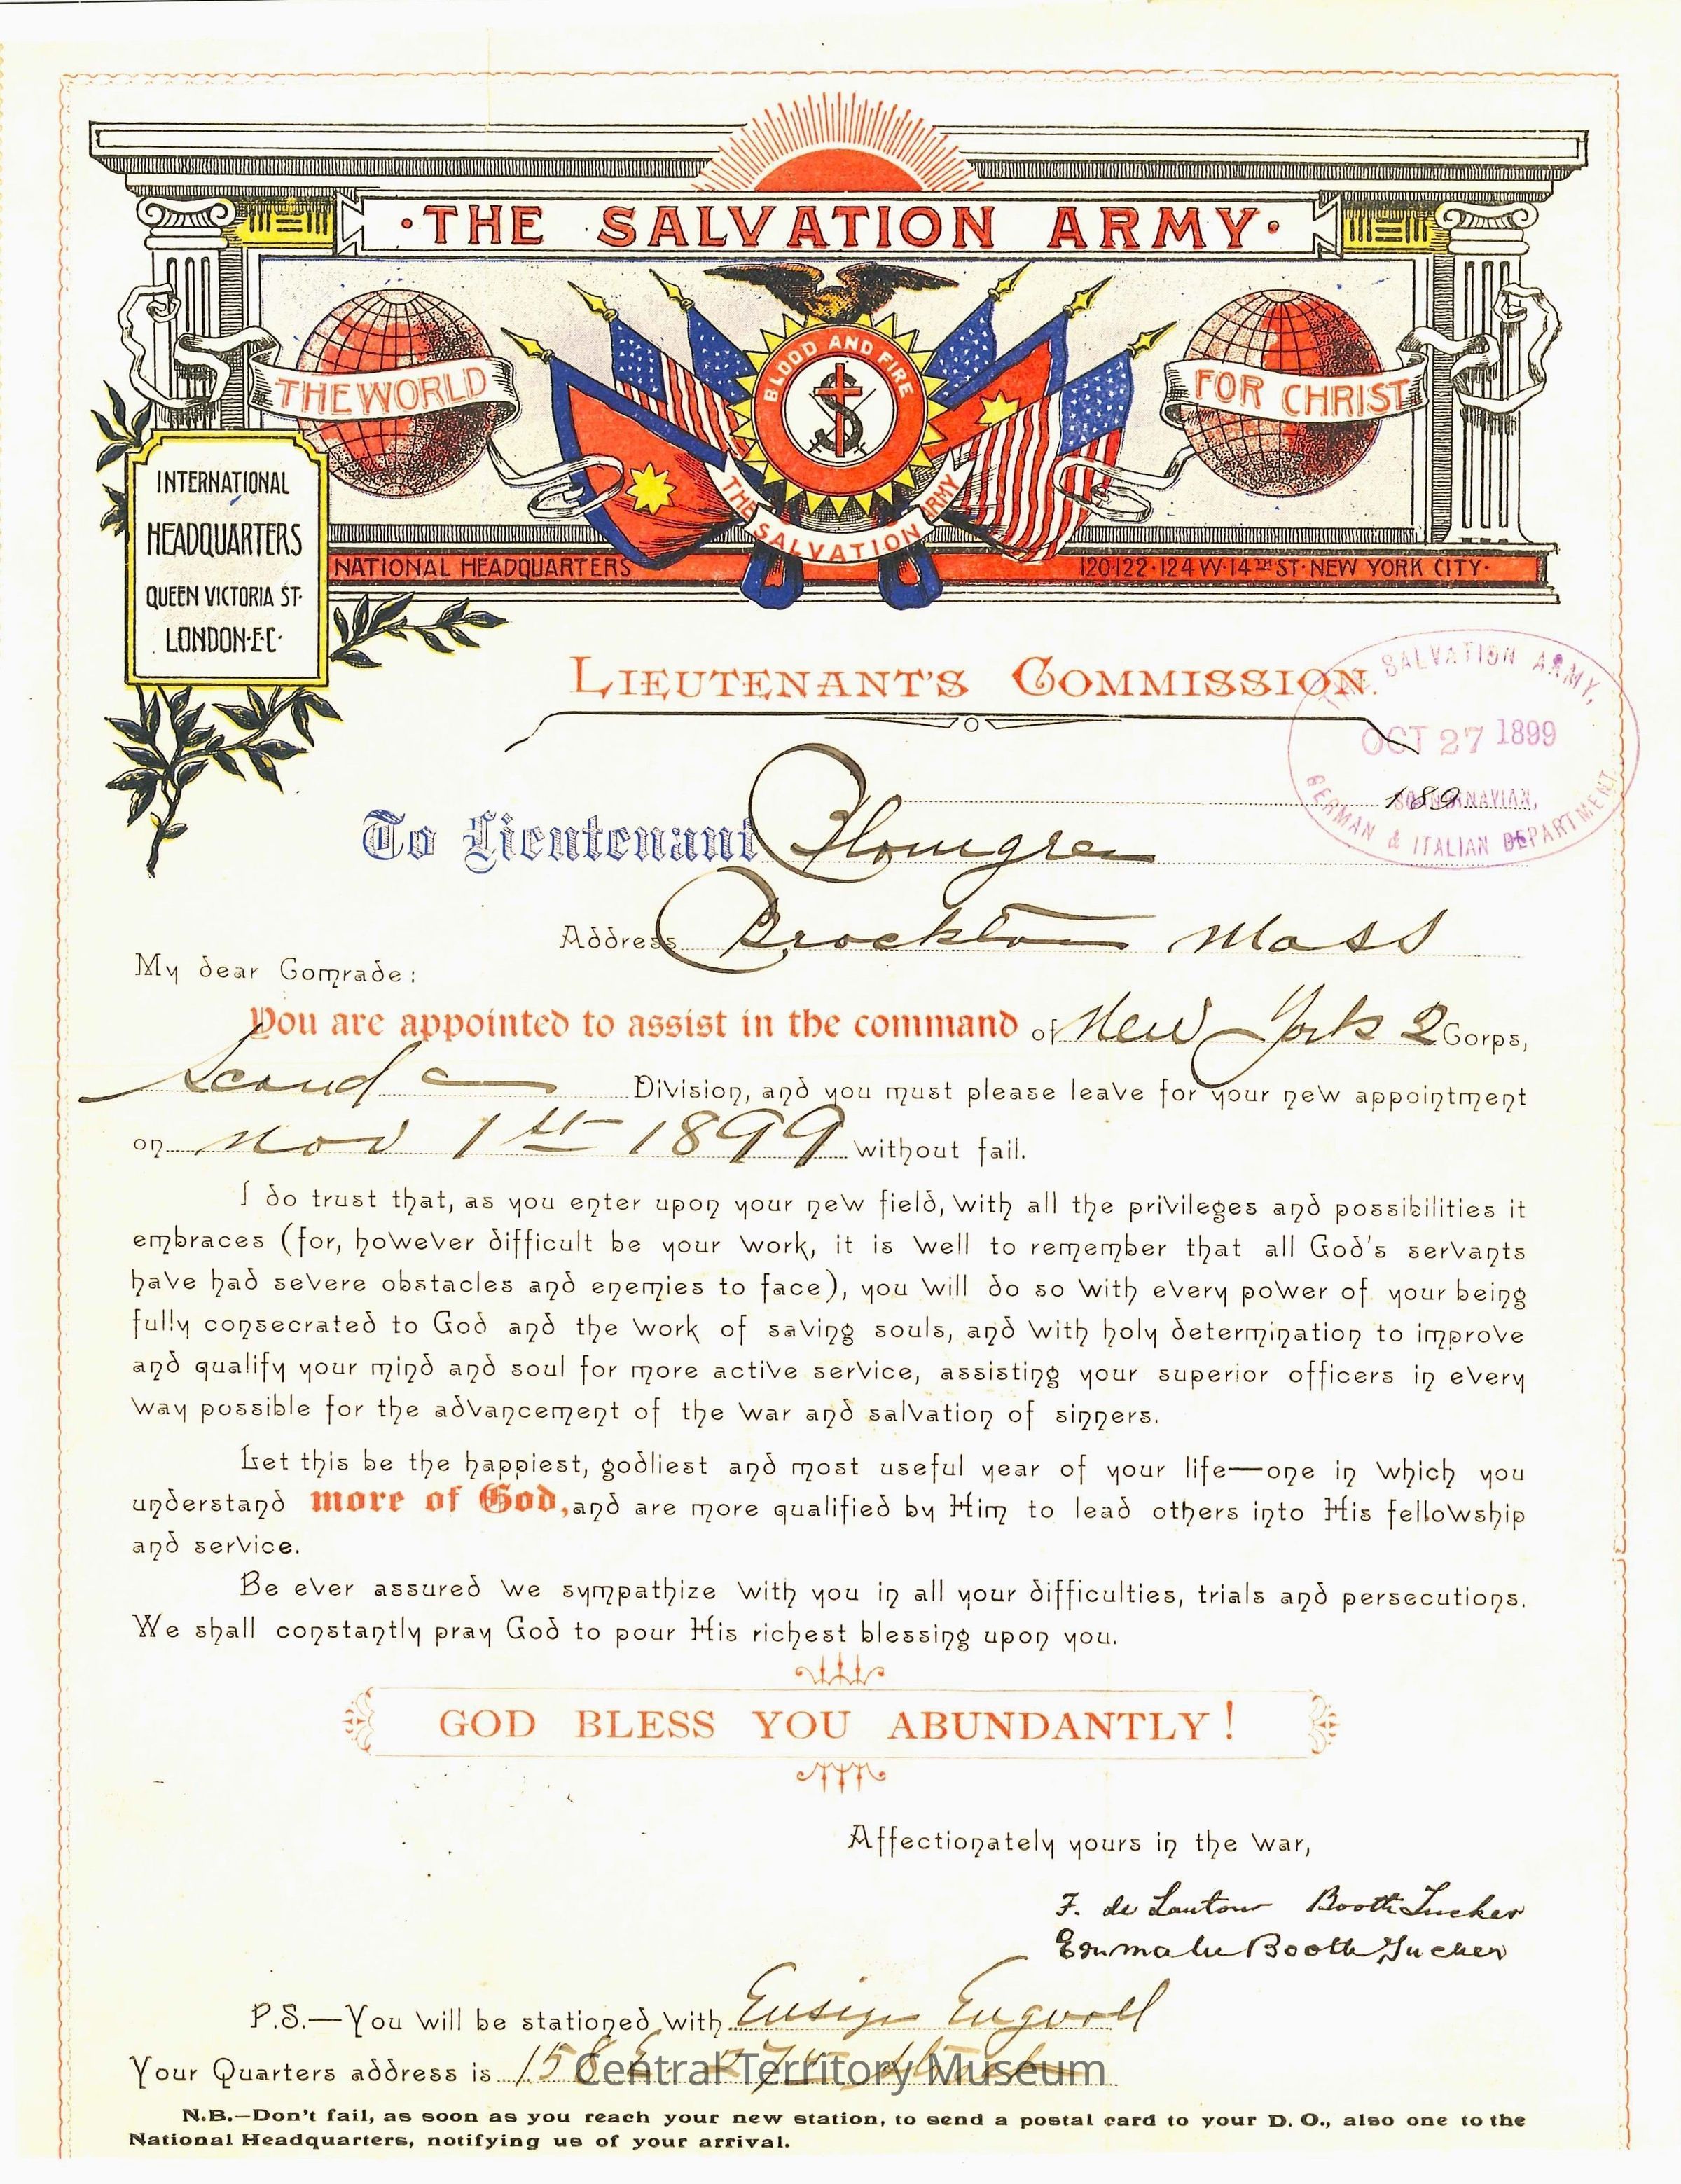 ·THE SALVATION ARMY·
BLOOD AND FIRE
THE WORLD
FOR CHRIST
THE SALVATION ARMY
INTERNATIONAL
HEADQUARTERS
QUEEN VICTORIA ST·
LONDON·E·C·
NATIONAL HEADQUARTERS
120·122·124·W·14TH ST·NEW YORK CITY·
LIEUTENANT'S COMMISSION.
THE SALVATION ARMY,
OCT 27 1899
SCANDINAVIAN,
GERMAN & ITALIAN DEPARTMENT
189
To Lieutenant Blomgren
Address Brockton Mass
My dear Comrade:
You are appointed to assist in the command of New York 2 Corps,
Scand Division, and you must please leave for your new appointment
on Nov 1st 1899 without fail.
I do trust that, as you enter upon your new field, with all the privileges and possibilities it
embraces (for, however difficult be your work, it is well to remember that all God's servants
have had severe obstacles and enemies to face), you will do so with every power of your being
fully consecrated to God and the work of saving souls, and with holy determination to improve
and qualify your mind and soul for more active service, assisting your superior officers in every
way possible for the advancement of the war and salvation of sinners.
Let this be the happiest, godliest and most useful year of your life—one in which you
understand more of God, and are more qualified by Him to lead others into His fellowship
and service.
Be ever assured we sympathize with you in all your difficulties, trials and persecutions.
We shall constantly pray God to pour His richest blessing upon you.
GOD BLESS YOU ABUNDANTLY!
Affectionately yours in the war,
F. de Lautour Booth Tucker
Emma Booth Tucker
P.S.—You will be stationed with Ensign Engvall
Your Quarters address is 158 E. 27
Central Territory Museum
N.B.—Don't fail, as soon as you reach your new station, to send a postal card to your D. O., also one to the
National Headquarters, notifying us of your arrival.